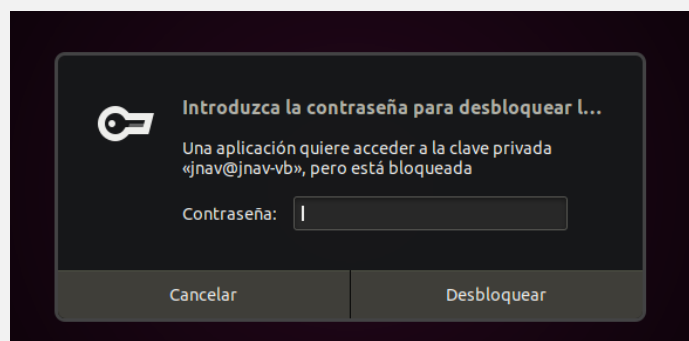 Introduzca la contraseña para desbloquear l...
Una aplicación quiere acceder a la clave privada
«jnav@jnav-vb», pero está bloqueada
Contraseña:
Cancelar
Desbloquear